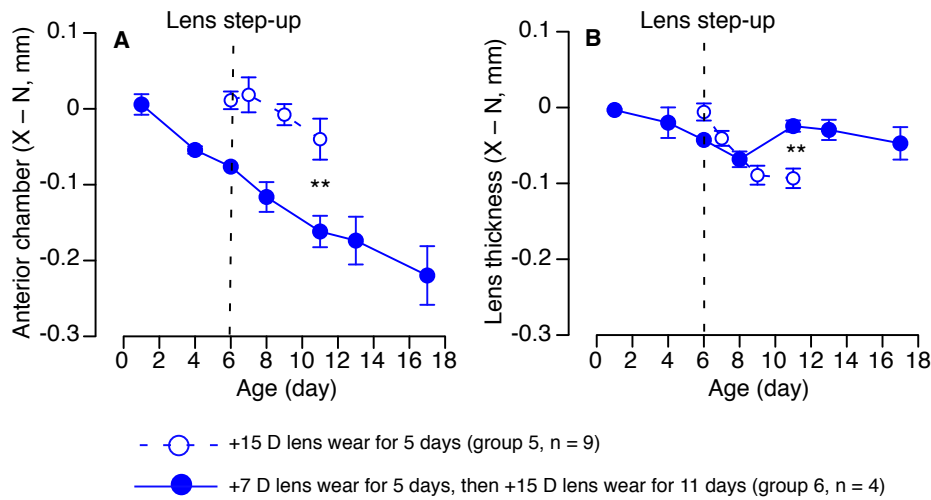 Lens step-up
Lens step-up
A
B
Anterior chamber (X – N, mm)
0.1
0
-0.1
-0.2
-0.3
**
0 2 4 6 8 10 12 14 16 18
Age (day)
Lens thickness (X – N, mm)
0.1
0
-0.1
-0.2
-0.3
**
0 2 4 6 8 10 12 14 16 18
Age (day)
+15 D lens wear for 5 days (group 5, n = 9)
+7 D lens wear for 5 days, then +15 D lens wear for 11 days (group 6, n = 4)